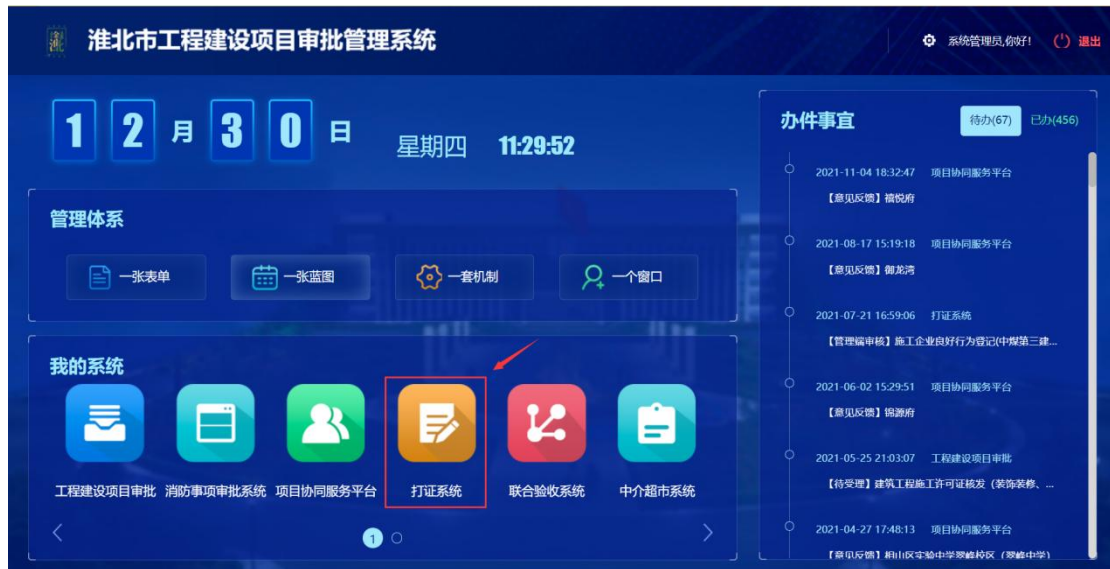 淮北市工程建设项目审批管理系统
系统管理员,你好!
退出
12月30日
星期四 11:29:52
管理体系
一张表单
一张蓝图
一套机制
一个窗口
我的系统
工程建设项目审批
消防事项审批系统
项目协同服务平台
打证系统
联合验收系统
中介超市系统
1
办件事宜
待办(67)
已办(456)
2021-11-04 18:32:47 项目协同服务平台
【意见反馈】禧悦府
2021-08-17 15:19:18 项目协同服务平台
【意见反馈】御龙湾
2021-07-21 16:59:06 打证系统
【管理端审核】施工企业良好行为登记(中煤第三建...
2021-06-02 15:29:51 项目协同服务平台
【意见反馈】锦源府
2021-05-25 21:03:07 工程建设项目审批
【待受理】建筑工程施工许可证核发（装饰装修、...
2021-04-27 17:48:13 项目协同服务平台
【意见反馈】相山区实验中学翠峰校区（翠峰中学）